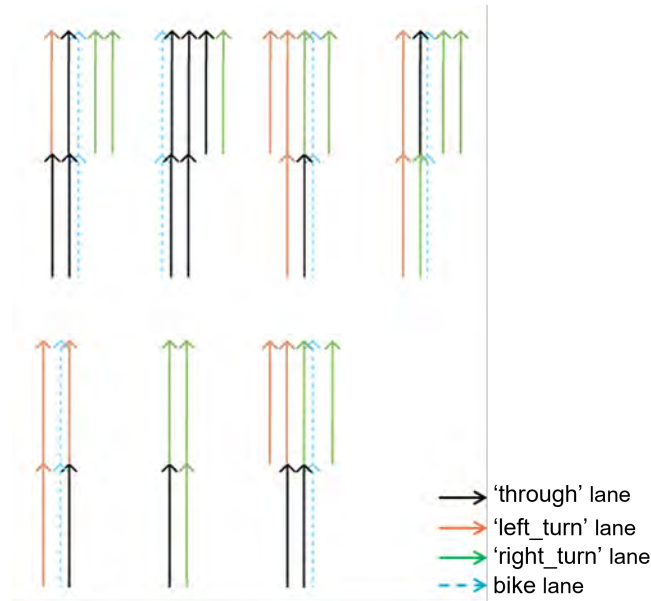 ‘through’ lane
‘left_turn’ lane
‘right_turn’ lane
bike lane